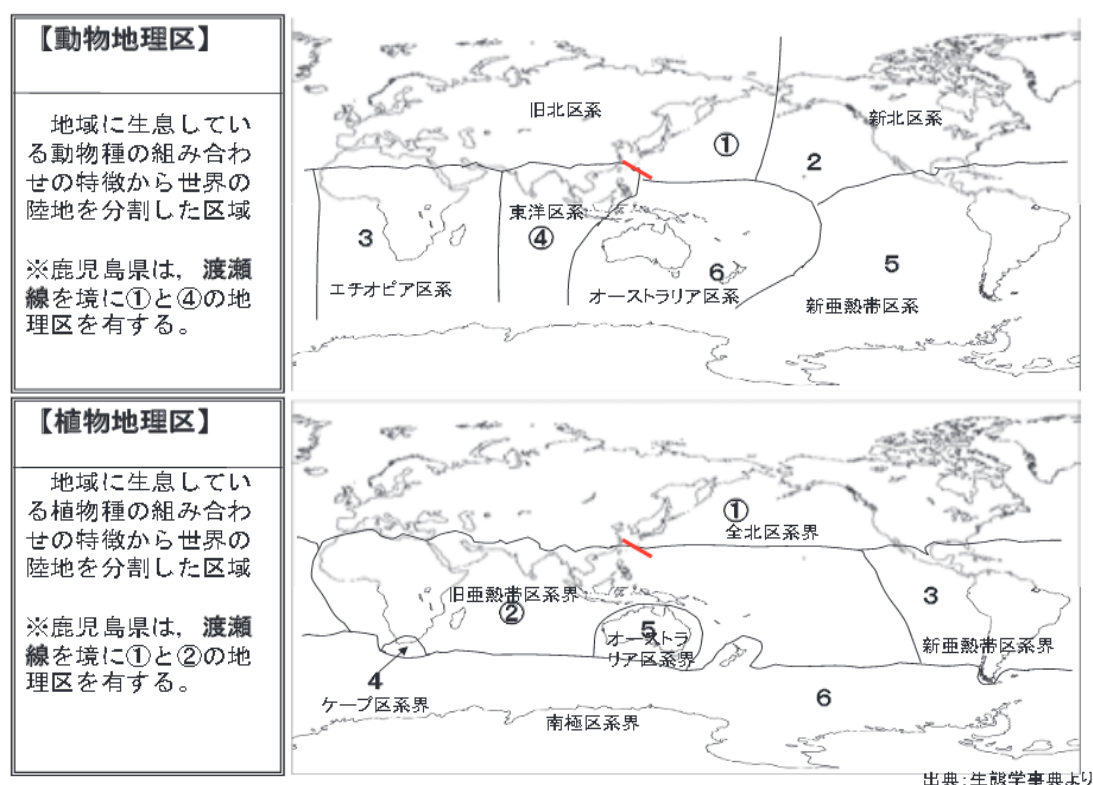 【動物地理区】
地域に生息してい
る動物種の組み合わ
せの特徴から世界の
陸地を分割した区域
※鹿児島県は，渡瀬
線を境に①と④の地
理区を有する。
旧北区系
①
新北区系
2
東洋区系
④
3
エチオピア区系
6
オーストラリア区系
5
新亜熱帯区系
【植物地理区】
地域に生息してい
る植物種の組み合わ
せの特徴から世界の
陸地を分割した区域
※鹿児島県は，渡瀬
線を境に①と②の地
理区を有する。
①
全北区系界
旧亜熱帯区系界
②
3
新亜熱帯区系界
5
オーストラ
リア区系界
4
ケープ区系界
6
南極区系界
出典：生態学事典より